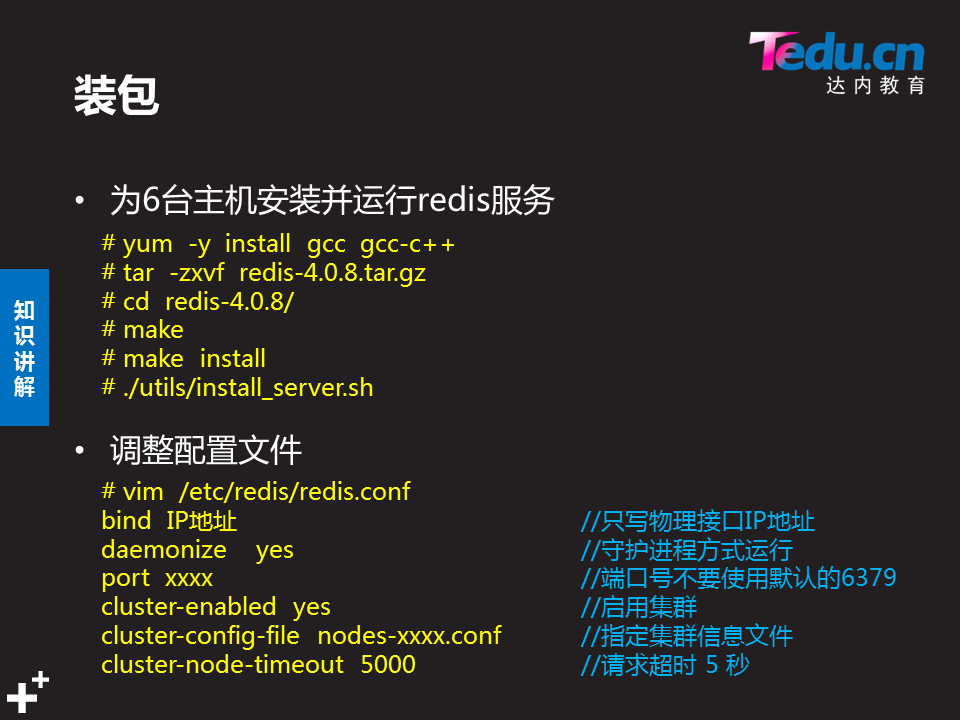 Tedu.cn
达内教育
装包
• 为6台主机安装并运行redis服务
# yum -y install gcc gcc-c++
# tar -zxvf redis-4.0.8.tar.gz
# cd redis-4.0.8/
# make
# make install
# ./utils/install_server.sh
知识讲解
• 调整配置文件
# vim /etc/redis/redis.conf
bind IP地址 //只写物理接口IP地址
daemonize yes //守护进程方式运行
port xxxx //端口号不要使用默认的6379
cluster-enabled yes //启用集群
cluster-config-file nodes-xxxx.conf //指定集群信息文件
cluster-node-timeout 5000 //请求超时 5 秒